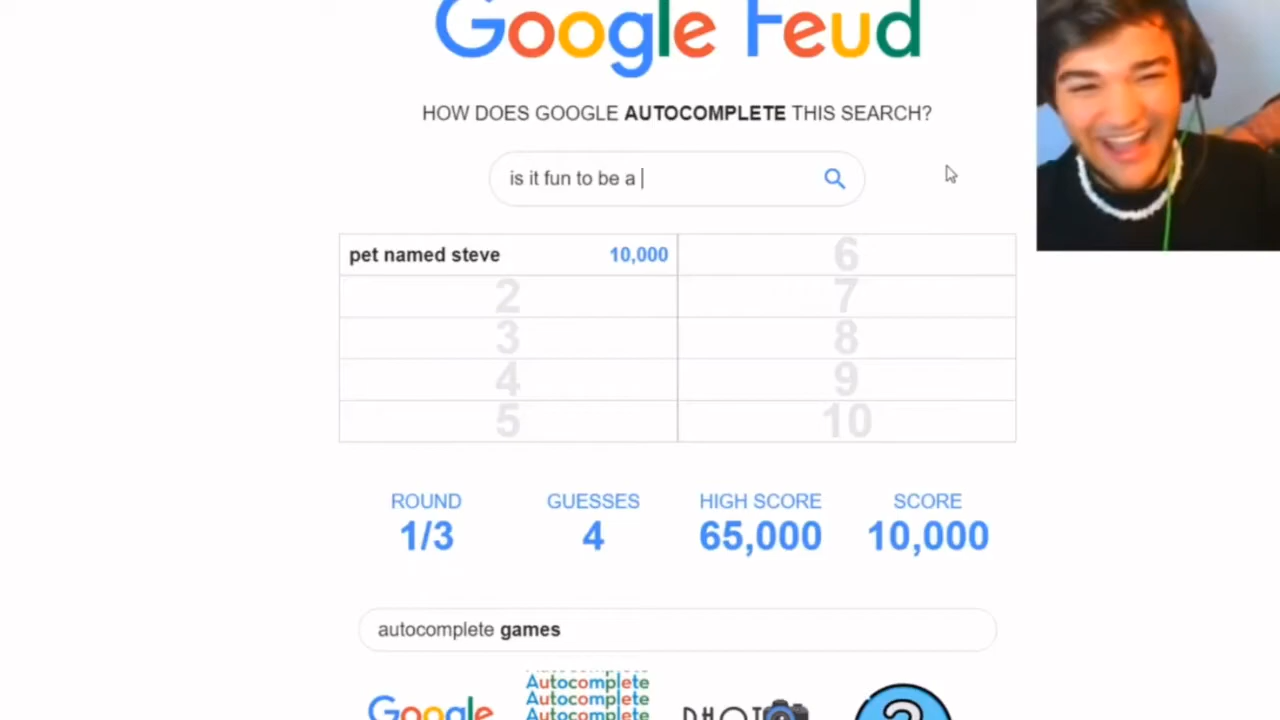 Google Feud
HOW DOES GOOGLE AUTOCOMPLETE THIS SEARCH?
is it fun to be a
pet named steve 10,000
6
2
7
3
8
4
9
5
10
ROUND GUESSES HIGH SCORE SCORE
1/3 4 65,000 10,000
autocomplete games
Autocomplete
Autocomplete
Google Autocomplete PHOT
?